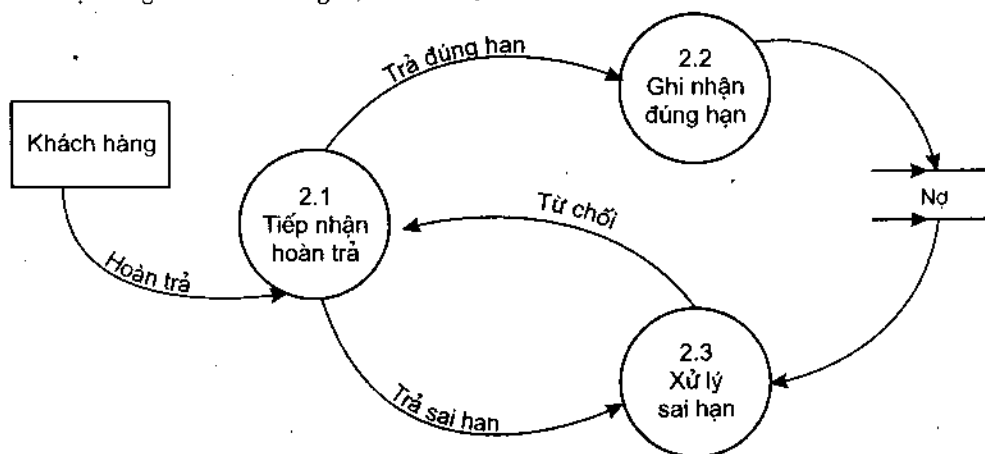 Trả đúng hạn
2.2
Ghi nhận
đúng hạn
Khách hàng
2.1
Tiếp nhận
hoàn trả
Từ chối
Nợ
Hoàn trả
2.3
Xử lý
sai hạn
Trả sai hạn